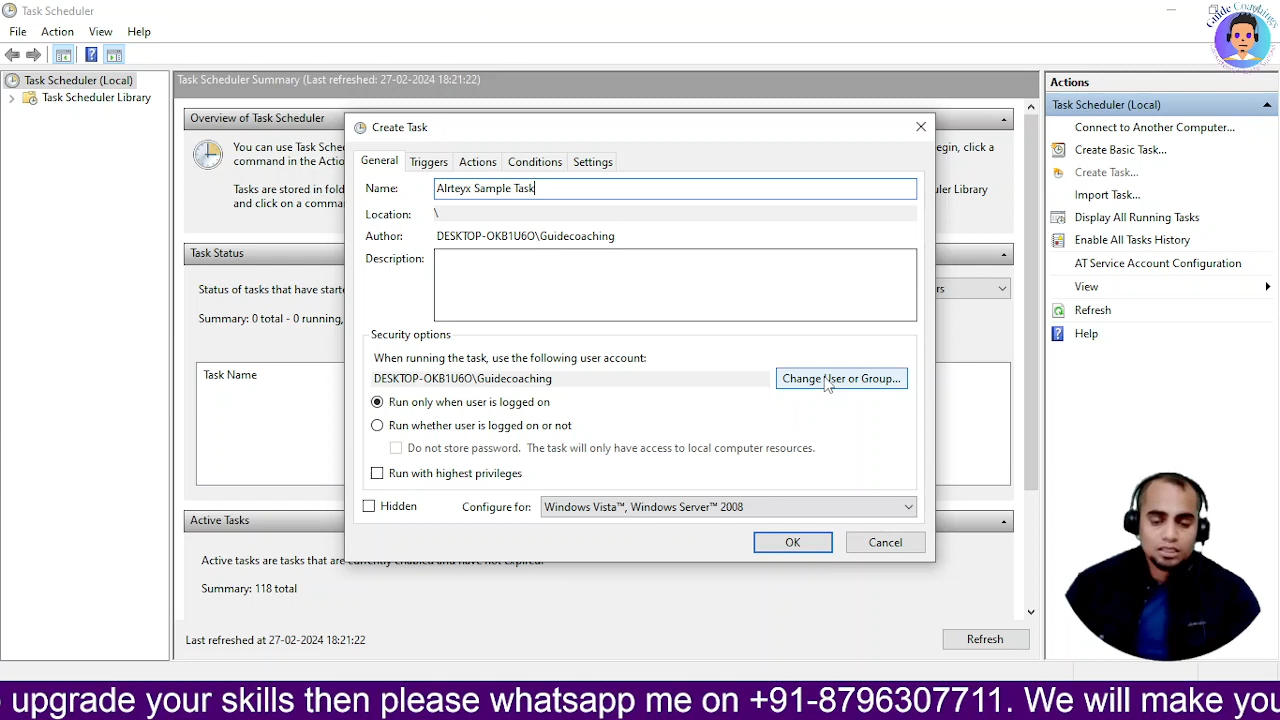 Task Scheduler
File Action View Help
Guide Coachings
Task Scheduler (Local)
Task Scheduler Library
Task Scheduler Summary (Last refreshed: 27-02-2024 18:21:22)
Overview of Task Scheduler
You can use Task Sche
command in the Actio
Tasks are stored in fold
and click on a comma
egin, click a
uler Library
Task Status
Status of tasks that have starte
rs
Summary: 0 total - 0 running,
Task Name
Active Tasks
Active tasks are tasks that are currently enabled and have not expired.
Summary: 118 total
Last refreshed at 27-02-2024 18:21:22
Refresh
Create Task
General Triggers Actions Conditions Settings
Name: Alrteyx Sample Task
Location: \
Author: DESKTOP-OKB1U6O\Guidecoaching
Description:
Security options
When running the task, use the following user account:
DESKTOP-OKB1U6O\Guidecoaching
Change User or Group...
Run only when user is logged on
Run whether user is logged on or not
Do not store password. The task will only have access to local computer resources.
Run with highest privileges
Hidden
Configure for: Windows Vista™, Windows Server™ 2008
OK Cancel
Actions
Task Scheduler (Local)
Connect to Another Computer...
Create Basic Task...
Create Task...
Import Task...
Display All Running Tasks
Enable All Tasks History
AT Service Account Configuration
View
Refresh
Help
o upgrade your skills then please whatsapp me on +91-8796307711. We will make you